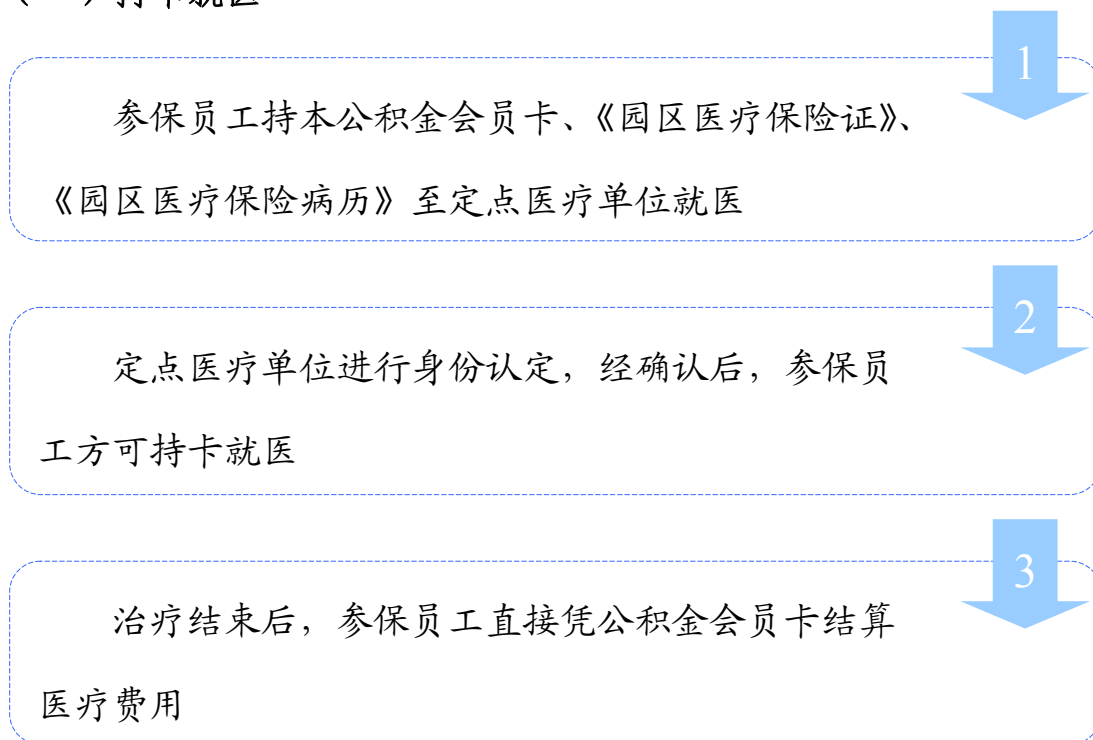 1
参保员工持本公积金会员卡、《园区医疗保险证》、
《园区医疗保险病历》至定点医疗单位就医
2
定点医疗单位进行身份认定，经确认后，参保员
工方可持卡就医
3
治疗结束后，参保员工直接凭公积金会员卡结算
医疗费用